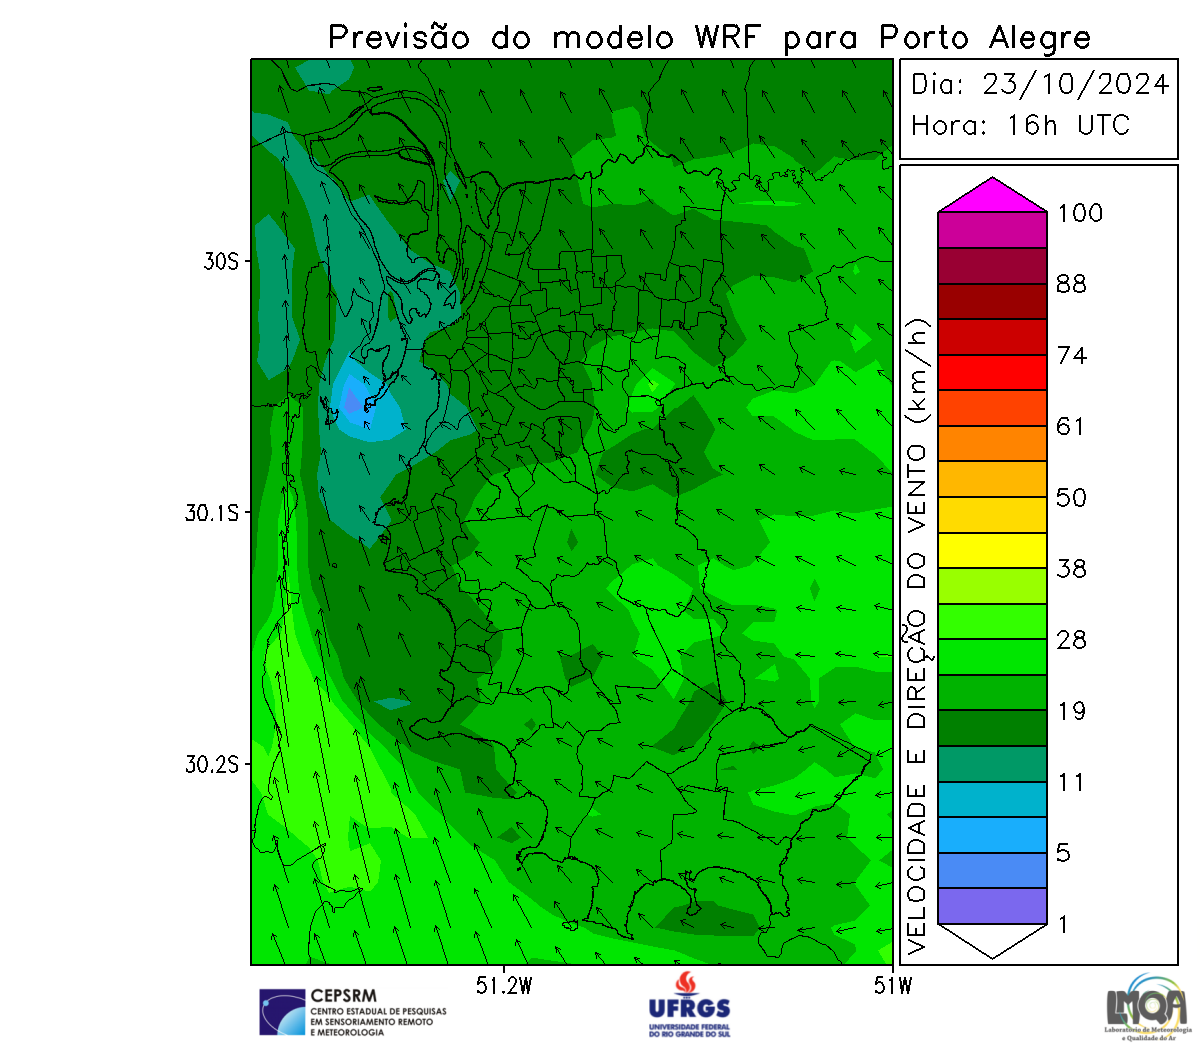 Previsão do modelo WRF para Porto Alegre
Dia: 23/10/2024
Hora: 16h UTC
30S
30.1S
30.2S
51.2W
51W
VELOCIDADE E DIREÇÃO DO VENTO (km/h)
100
88
74
61
50
38
28
19
11
5
1
CEPSRM
CENTRO ESTADUAL DE PESQUISAS
EM SENSORIAMENTO REMOTO
E METEOROLOGIA
UFRGS
UNIVERSIDADE FEDERAL
DO RIO GRANDE DO SUL
LMQA
Laboratório de Meteorologia
e Qualidade do Ar